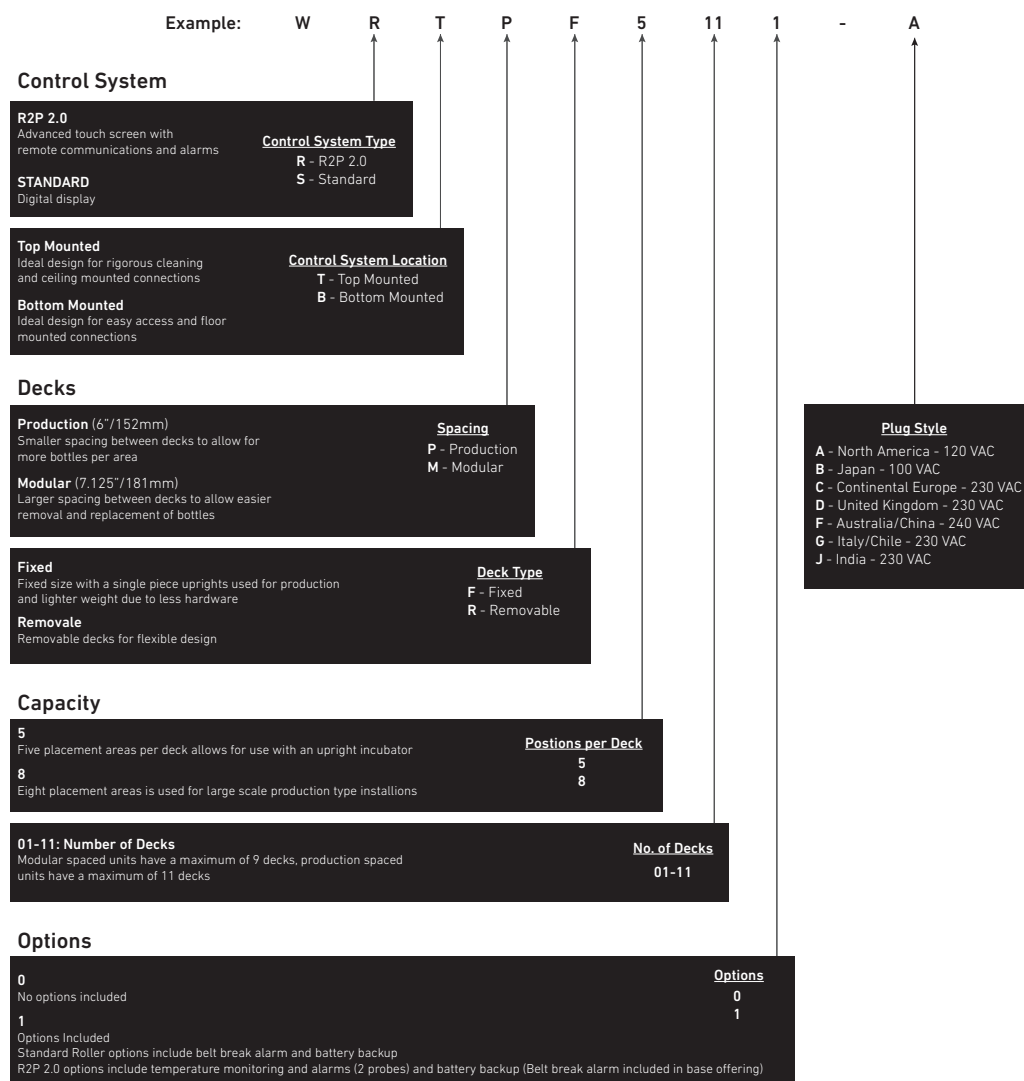 Example: W R T P F 5 11 1 - A
Control System
R2P 2.0
Advanced touch screen with
remote communications and alarms
STANDARD
Digital display
Control System Type
R - R2P 2.0
S - Standard
Top Mounted
Ideal design for rigorous cleaning
and ceiling mounted connections
Bottom Mounted
Ideal design for easy access and floor
mounted connections
Control System Location
T - Top Mounted
B - Bottom Mounted
Decks
Production (6"/152mm)
Smaller spacing between decks to allow for
more bottles per area
Modular (7.125"/181mm)
Larger spacing between decks to allow easier
removal and replacement of bottles
Spacing
P - Production
M - Modular
Plug Style
A - North America - 120 VAC
B - Japan - 100 VAC
C - Continental Europe - 230 VAC
D - United Kingdom - 230 VAC
F - Australia/China - 240 VAC
G - Italy/Chile - 230 VAC
J - India - 230 VAC
Fixed
Fixed size with a single piece uprights used for production
and lighter weight due to less hardware
Removale
Removable decks for flexible design
Deck Type
F - Fixed
R - Removable
Capacity
5
Five placement areas per deck allows for use with an upright incubator
8
Eight placement areas is used for large scale production type installions
Postions per Deck
5
8
01-11: Number of Decks
Modular spaced units have a maximum of 9 decks, production spaced
units have a maximum of 11 decks
No. of Decks
01-11
Options
0
No options included
1
Options Included
Standard Roller options include belt break alarm and battery backup
R2P 2.0 options include temperature monitoring and alarms (2 probes) and battery backup (Belt break alarm included in base offering)
Options
0
1